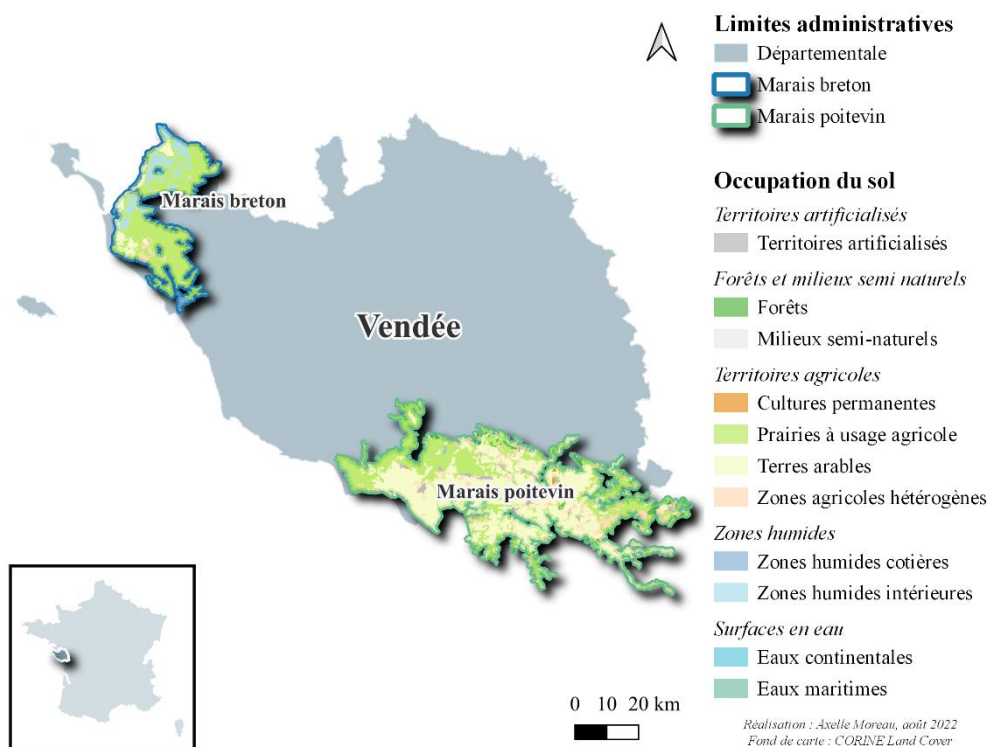 Limites administratives
Départementale
Marais breton
Marais poitevin
Occupation du sol
Territoires artificialisés
Territoires artificialisés
Forêts et milieux semi naturels
Forêts
Milieux semi-naturels
Territoires agricoles
Cultures permanentes
Prairies à usage agricole
Terres arables
Zones agricoles hétérogènes
Zones humides
Zones humides cotières
Zones humides intérieures
Surfaces en eau
Eaux continentales
Eaux maritimes
Marais breton
Vendée
Marais poitevin
0 10 20 km
Réalisation : Axelle Moreau, août 2022
Fond de carte : CORINE Land Cover